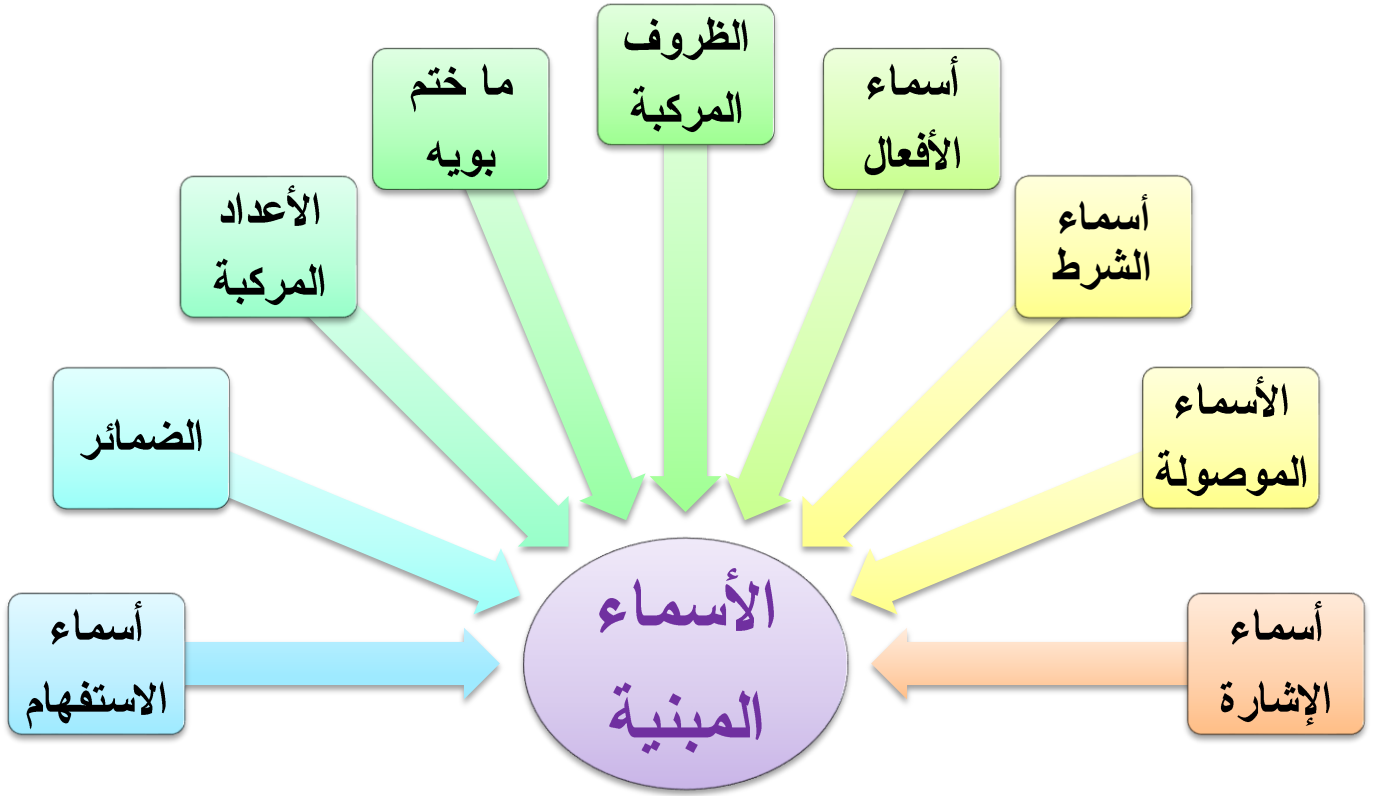 الظروف
المركبة
أسماء
الأفعال
ما ختم
بويه
أسماء
الشرط
الأعداد
المركبة
الأسماء
الموصولة
الضمائر
أسماء
الإشارة
أسماء
الاستفهام
الأسماء
المبنية